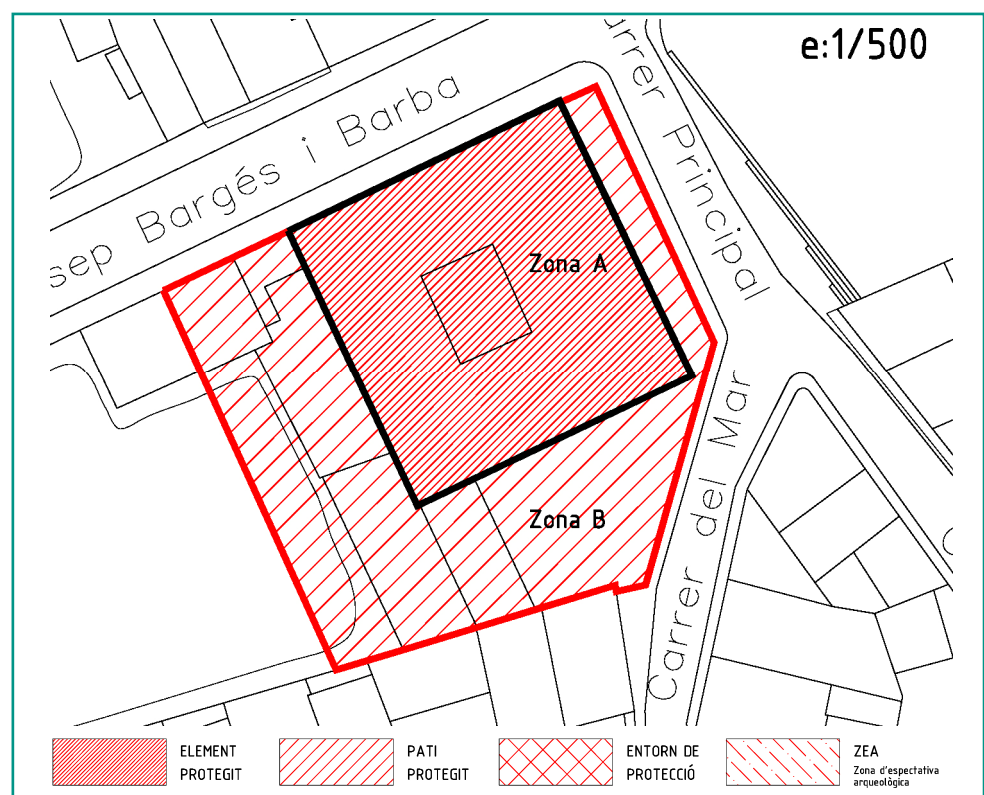 e:1/500
arrer Principal
sep Bargés i Barba
Zona A
Carrer del Mar
Zona B
ELEMENT
PROTEGIT
PATI
PROTEGIT
ENTORN DE
PROTECCIÓ
ZEA
Zona d'espectativa
arqueològica